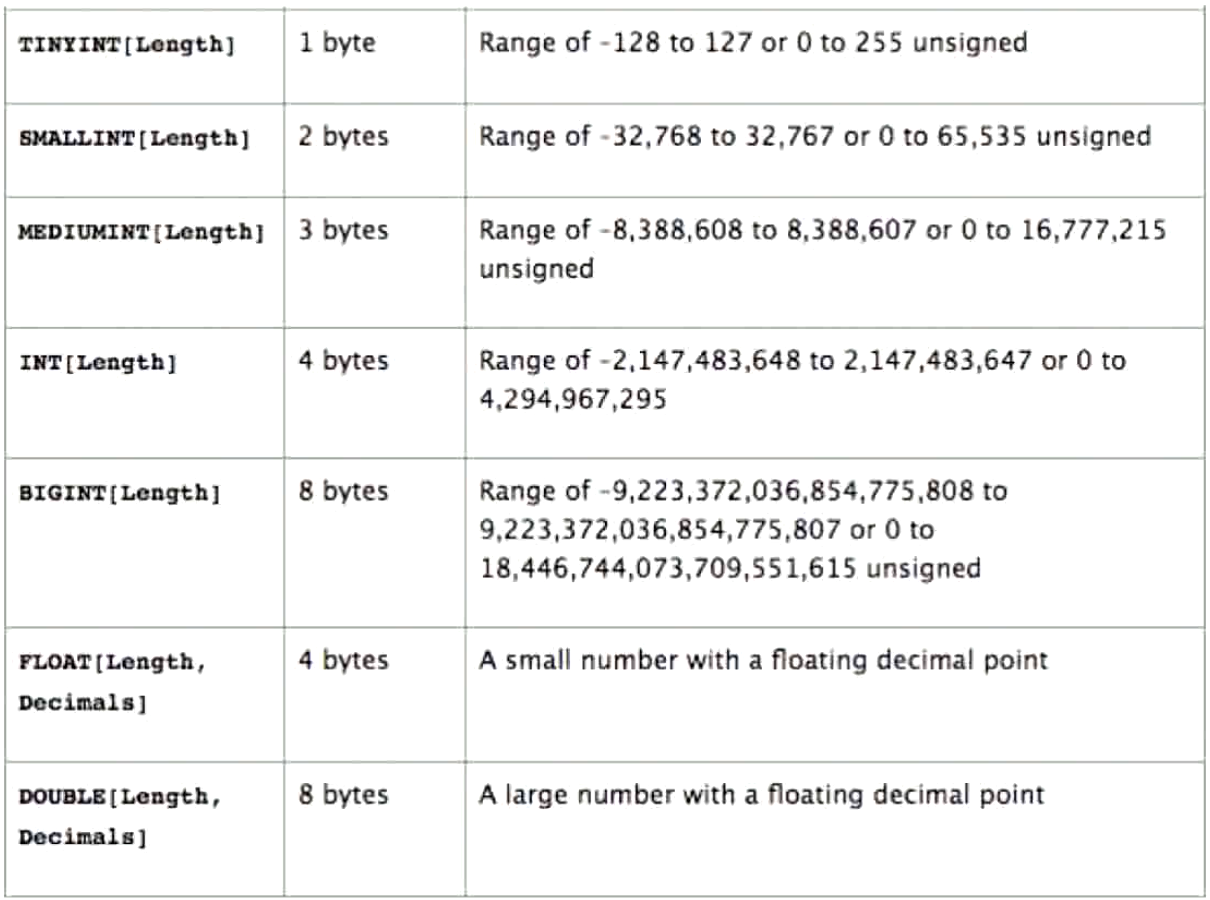 TINYINT[Length]
1 byte
Range of -128 to 127 or 0 to 255 unsigned
SMALLINT[Length]
2 bytes
Range of -32,768 to 32,767 or 0 to 65,535 unsigned
MEDIUMINT[Length]
3 bytes
Range of -8,388,608 to 8,388,607 or 0 to 16,777,215
unsigned
INT[Length]
4 bytes
Range of -2,147,483,648 to 2,147,483,647 or 0 to
4,294,967,295
BIGINT[Length]
8 bytes
Range of -9,223,372,036,854,775,808 to
9,223,372,036,854,775,807 or 0 to
18,446,744,073,709,551,615 unsigned
FLOAT[Length,
Decimals]
4 bytes
A small number with a floating decimal point
DOUBLE[Length,
Decimals]
8 bytes
A large number with a floating decimal point